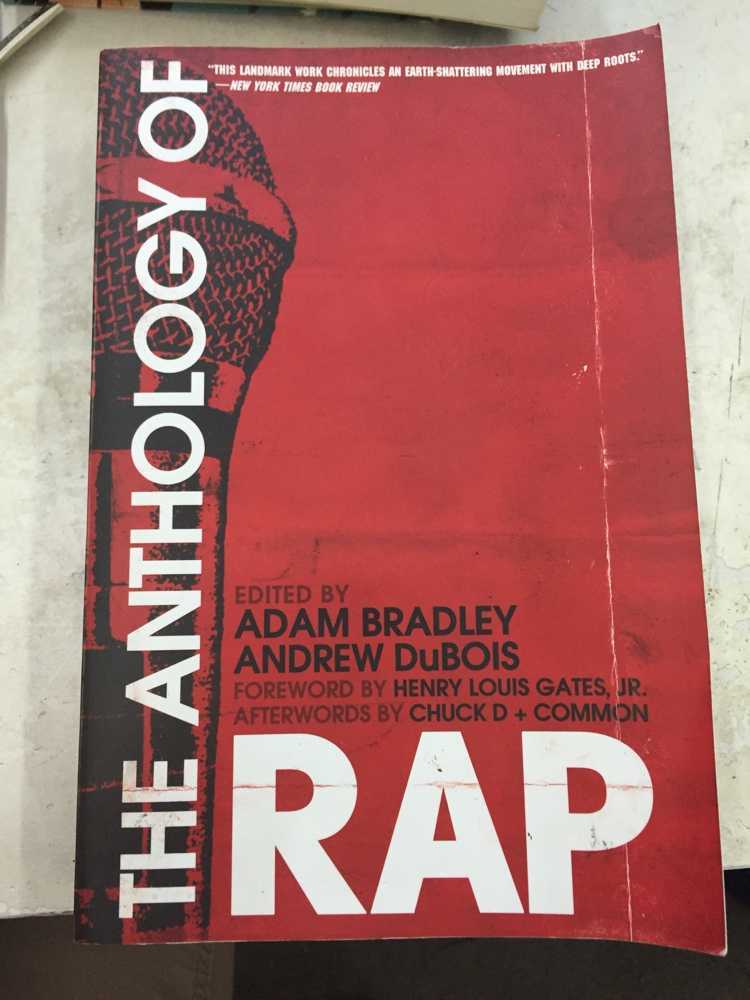 "THIS LANDMARK WORK CHRONICLES AN EARTH-SHATTERING MOVEMENT WITH DEEP ROOTS."
—NEW YORK TIMES BOOK REVIEW
THE ANTHOLOGY OF
EDITED BY
ADAM BRADLEY
ANDREW DuBOIS
FOREWORD BY HENRY LOUIS GATES, JR.
AFTERWORDS BY CHUCK D + COMMON
RAP